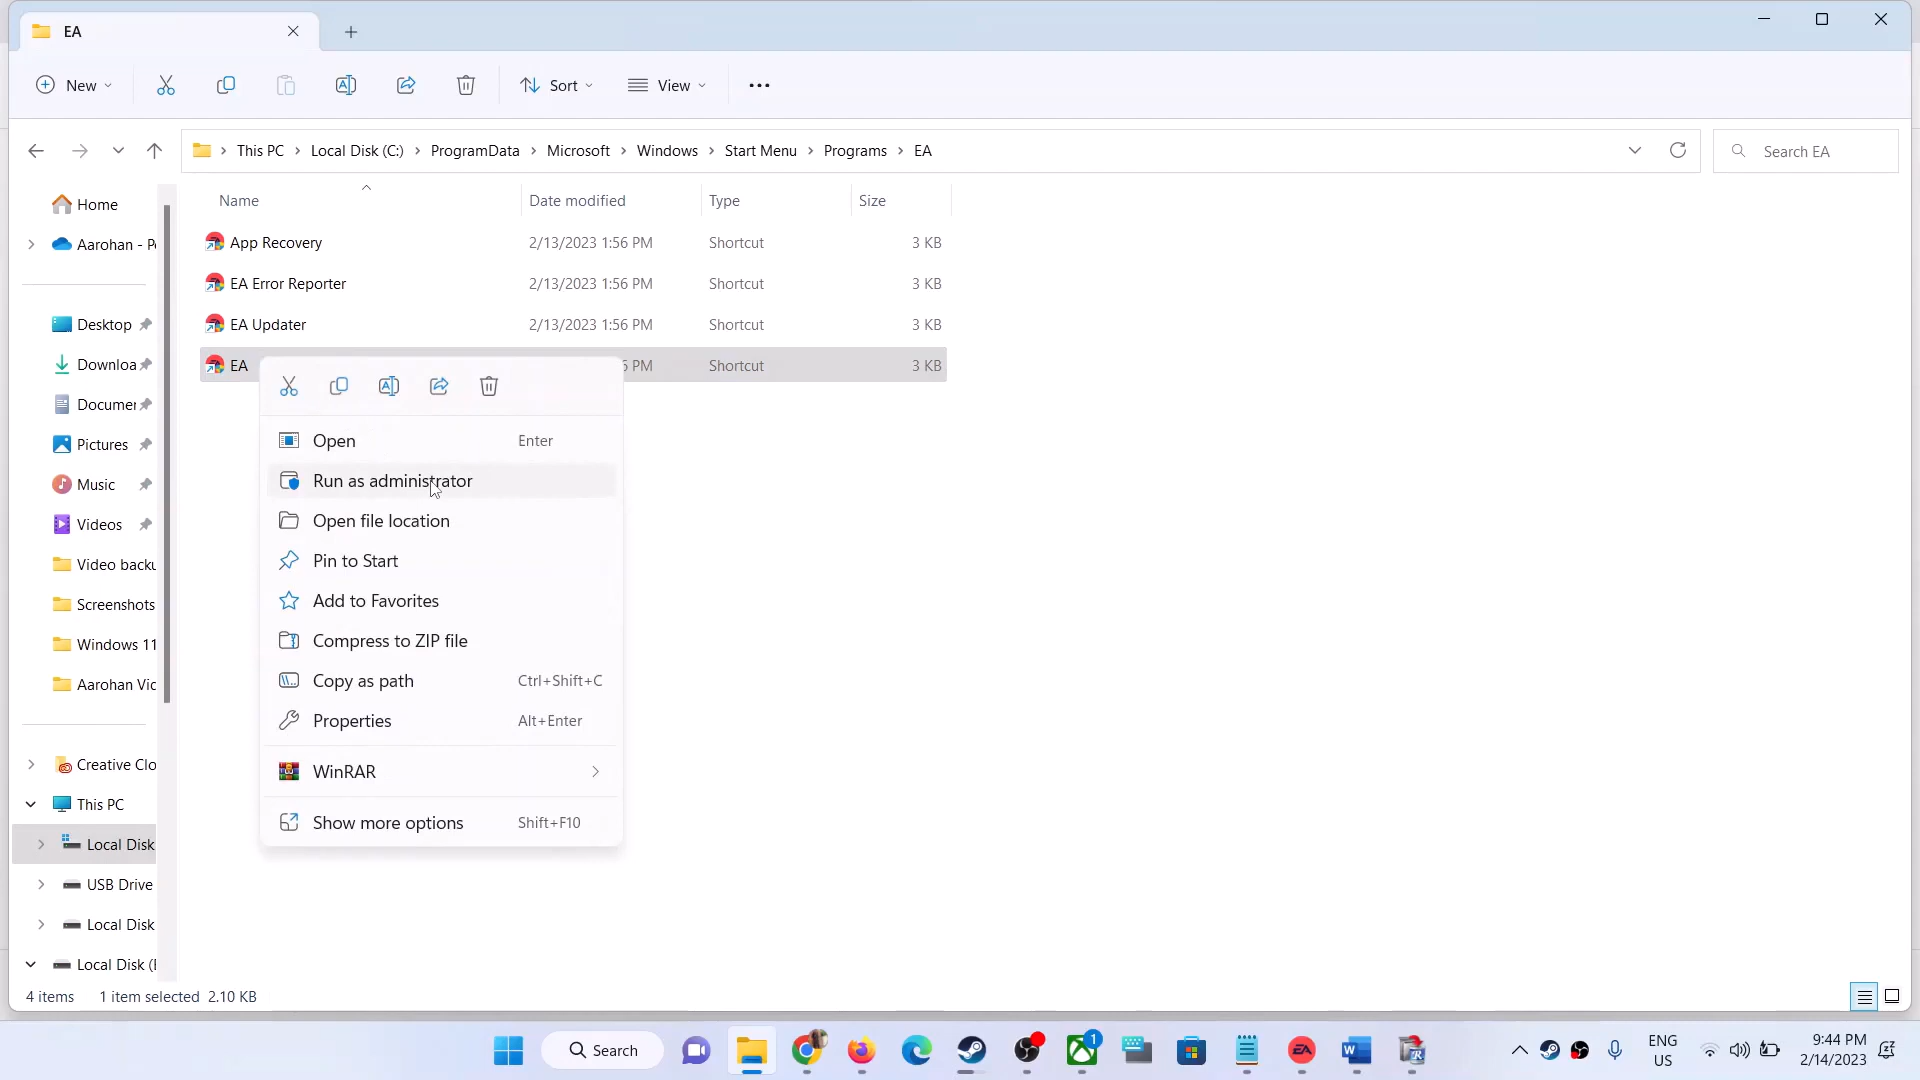 EA
New
Sort
View
This PC
Local Disk (C:)
ProgramData
Microsoft
Windows
Start Menu
Programs
EA
Search EA
Name
Date modified
Type
Size
App Recovery
2/13/2023 1:56 PM
Shortcut
3 KB
EA Error Reporter
2/13/2023 1:56 PM
Shortcut
3 KB
EA Updater
2/13/2023 1:56 PM
Shortcut
3 KB
EA
PM
Shortcut
3 KB
Open Enter
Run as administrator
Open file location
Pin to Start
Add to Favorites
Compress to ZIP file
Copy as path Ctrl+Shift+C
Properties Alt+Enter
WinRAR
Show more options Shift+F10
Home
Aarohan - Pe
Desktop
Downloa
Documer
Pictures
Music
Videos
Video backu
Screenshots
Windows 11
Aarohan Vic
Creative Clo
This PC
Local Disk
USB Drive
Local Disk
Local Disk (E
4 items 1 item selected 2.10 KB
Search
1
EA
ENG
US
9:44 PM
2/14/2023